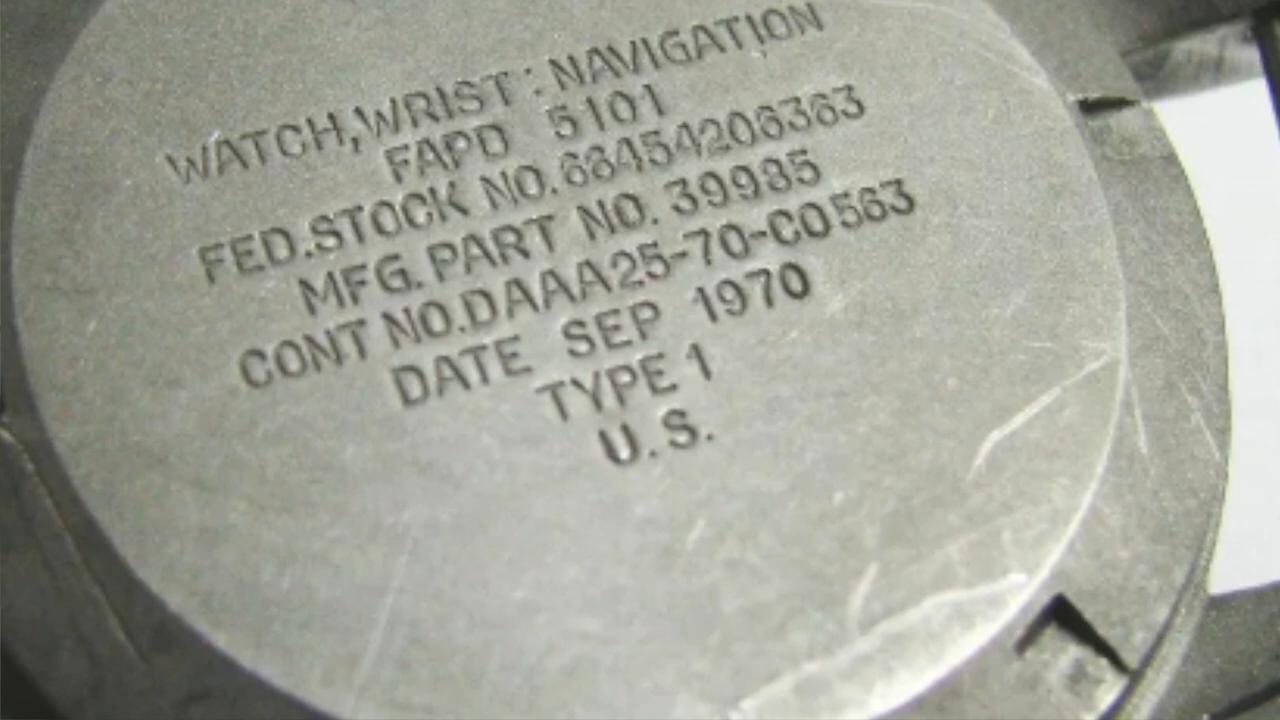 WATCH,WRIST : NAVIGATION
FAPD 5101
FED.STOCK NO.66454206363
MFG. PART NO. 39985
CONT NO.DAAA25-70-C0563
DATE SEP 1970
TYPE 1
U.S.